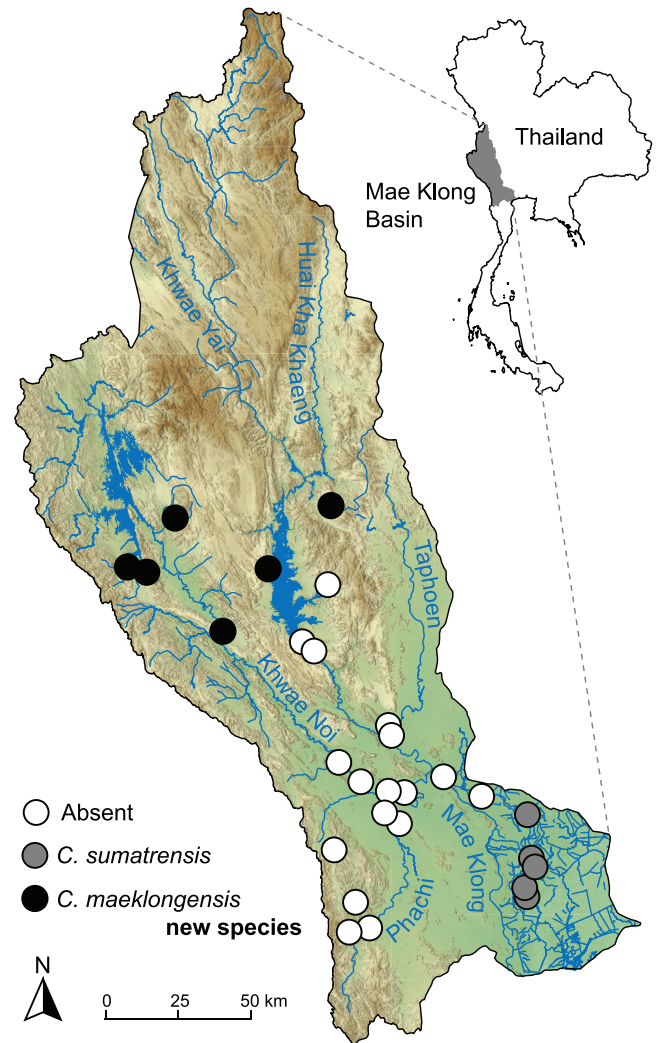 Thailand
Mae Klong
Basin
Khwae Yai
Huai Kha Khaeng
Taphoen
Khwae Noi
Mae Klong
Phachi
Absent
C. sumatrensis
C. maeklongensis
new species
N
0 25 50 km